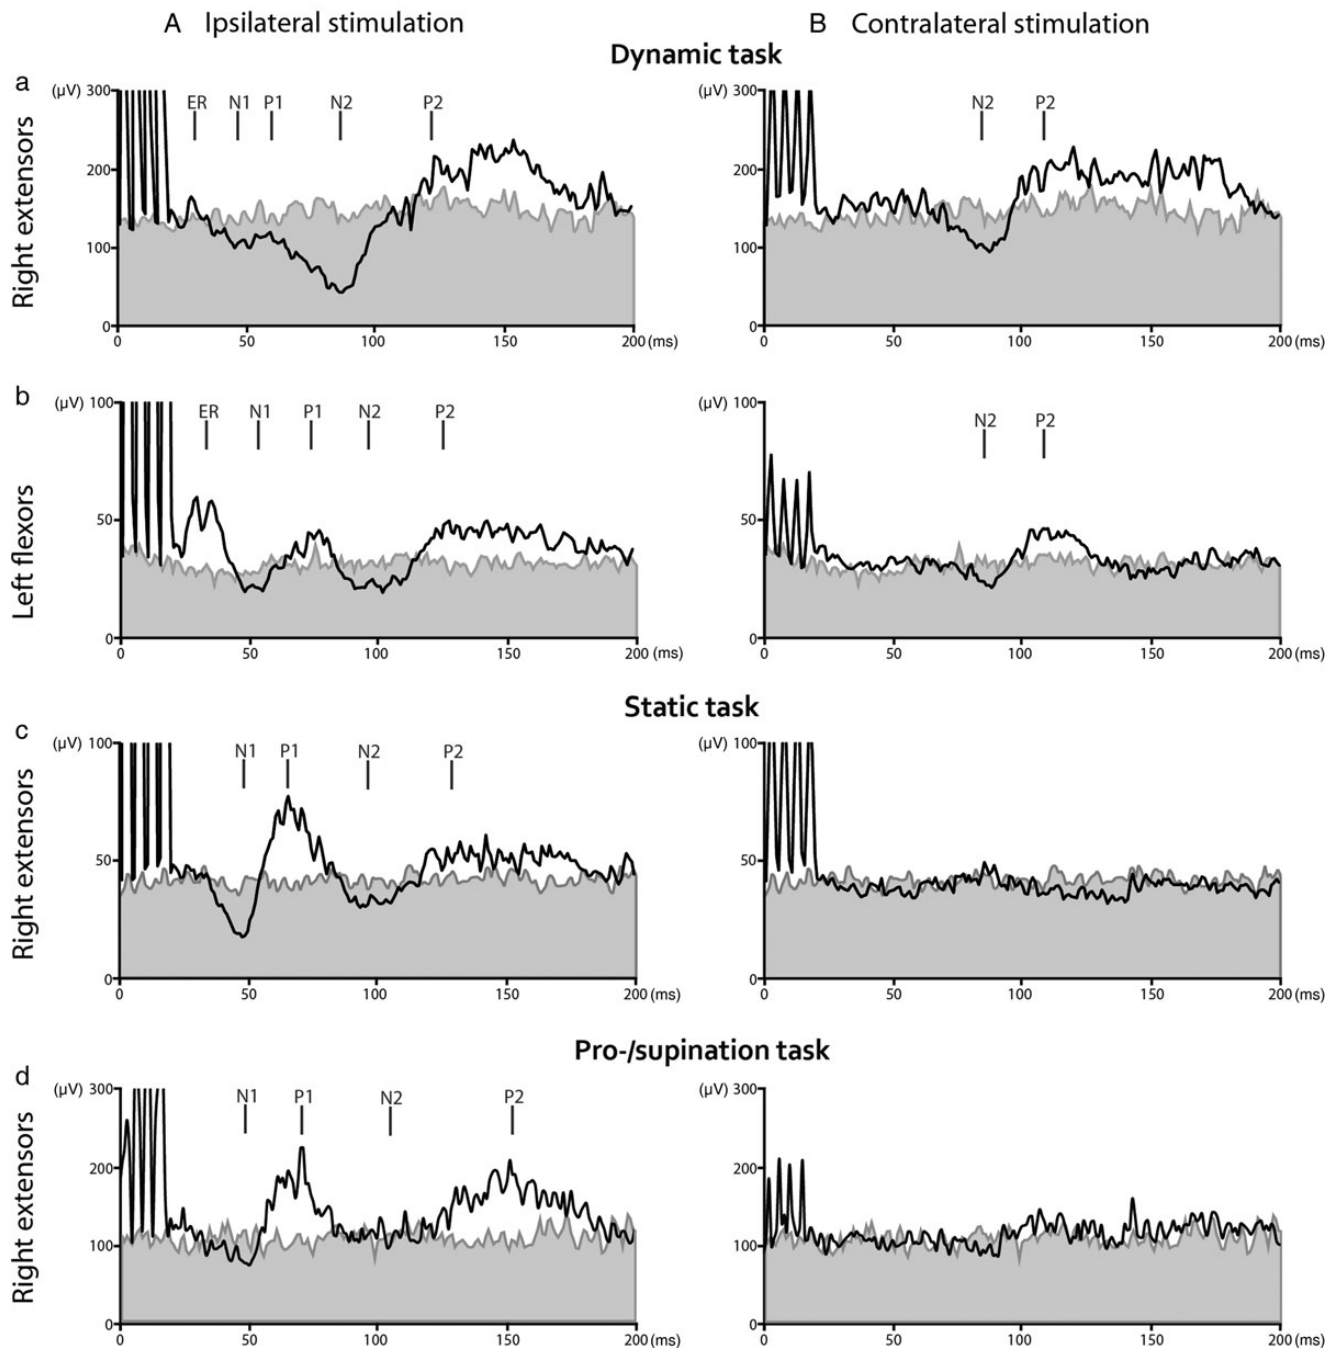 A Ipsilateral stimulation
B Contralateral stimulation
Dynamic task
a
Right extensors
(μV) 300
200
100
0
ER N1 P1 N2 P2
0 50 100 150 200 (ms)
(μV) 300
200
100
0
N2 P2
0 50 100 150 200 (ms)
b
Left flexors
(μV) 100
50
0
ER N1 P1 N2 P2
0 50 100 150 200 (ms)
(μV) 100
50
0
N2 P2
0 50 100 150 200 (ms)
Static task
c
Right extensors
(μV) 100
50
0
N1 P1 N2 P2
0 50 100 150 200 (ms)
(μV) 100
50
0
0 50 100 150 200 (ms)
Pro-/supination task
d
Right extensors
(μV) 300
200
100
0
N1 P1 N2 P2
0 50 100 150 200 (ms)
(μV) 300
200
100
0
0 50 100 150 200 (ms)